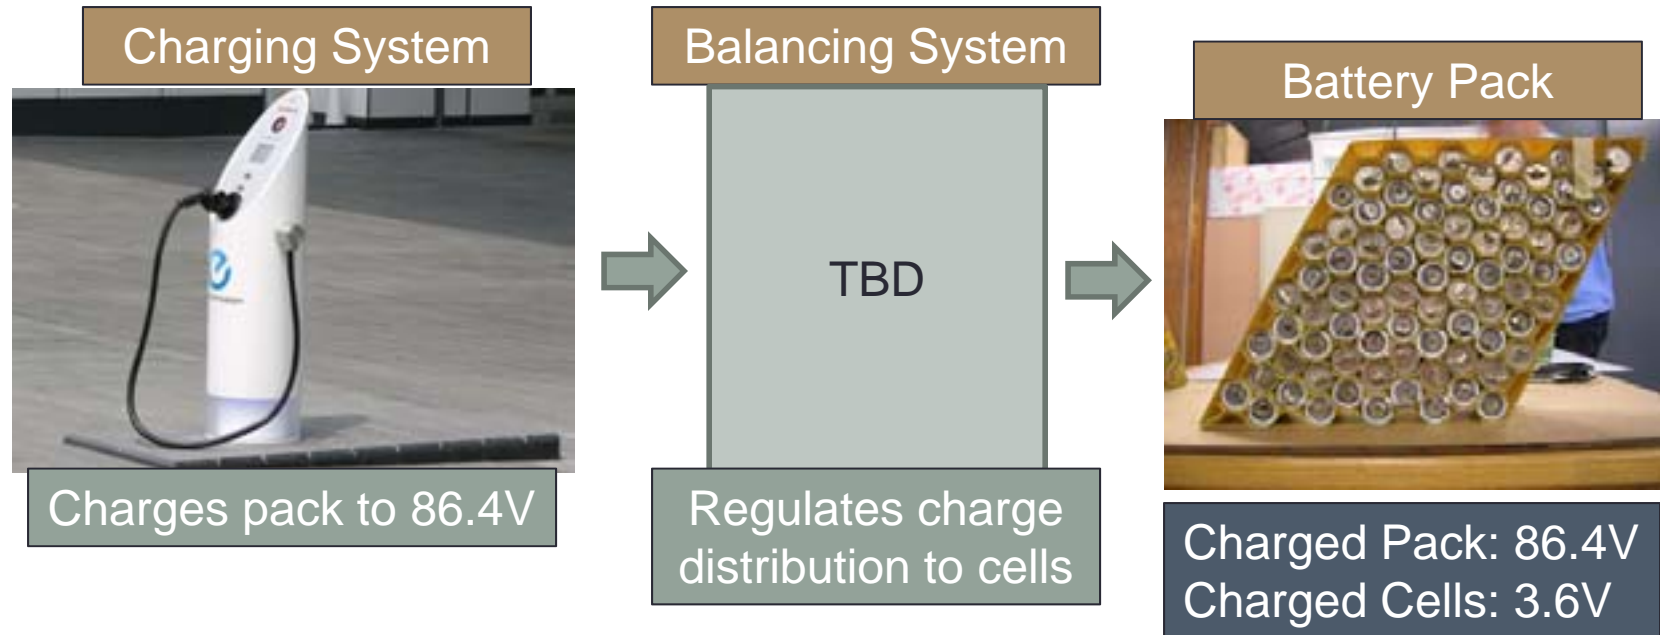 Charging System
Balancing System
Battery Pack
TBD
Charges pack to 86.4V
Regulates charge
distribution to cells
Charged Pack: 86.4V
Charged Cells: 3.6V